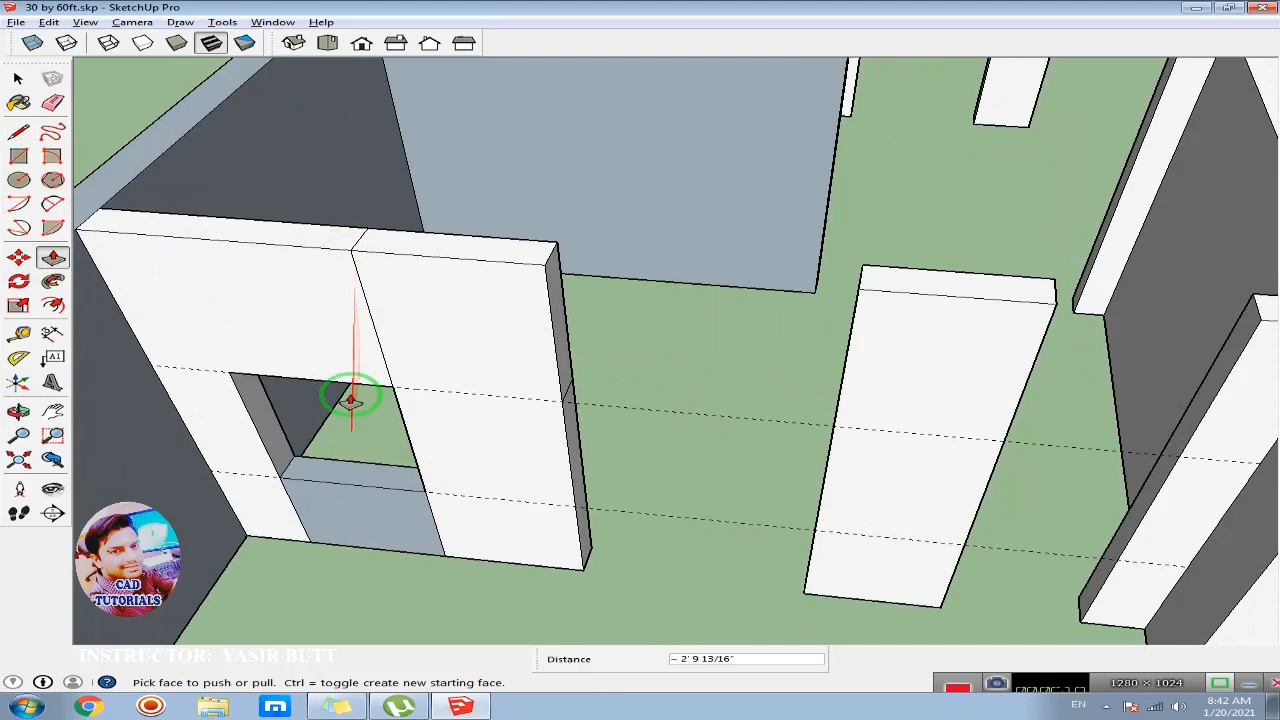 30 by 60ft.skp - SketchUp Pro
File Edit View Camera Draw Tools Window Help
A1
CAD
TUTORIALS
INSTRUCTOR: YASIR BUTT
Distance ~ 2' 9 13/16"
Pick face to push or pull. Ctrl = toggle create new starting face.
1280 × 1024
EN
8:42 AM
1/20/2021